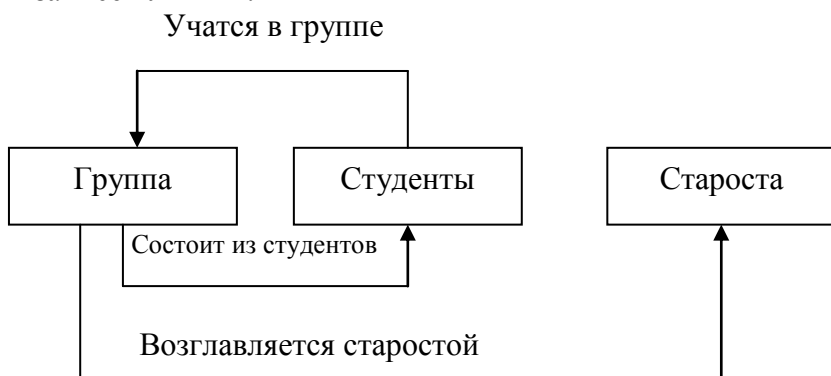 Учатся в группе
Группа
Студенты
Староста
Состоит из студентов
Возглавляется старостой